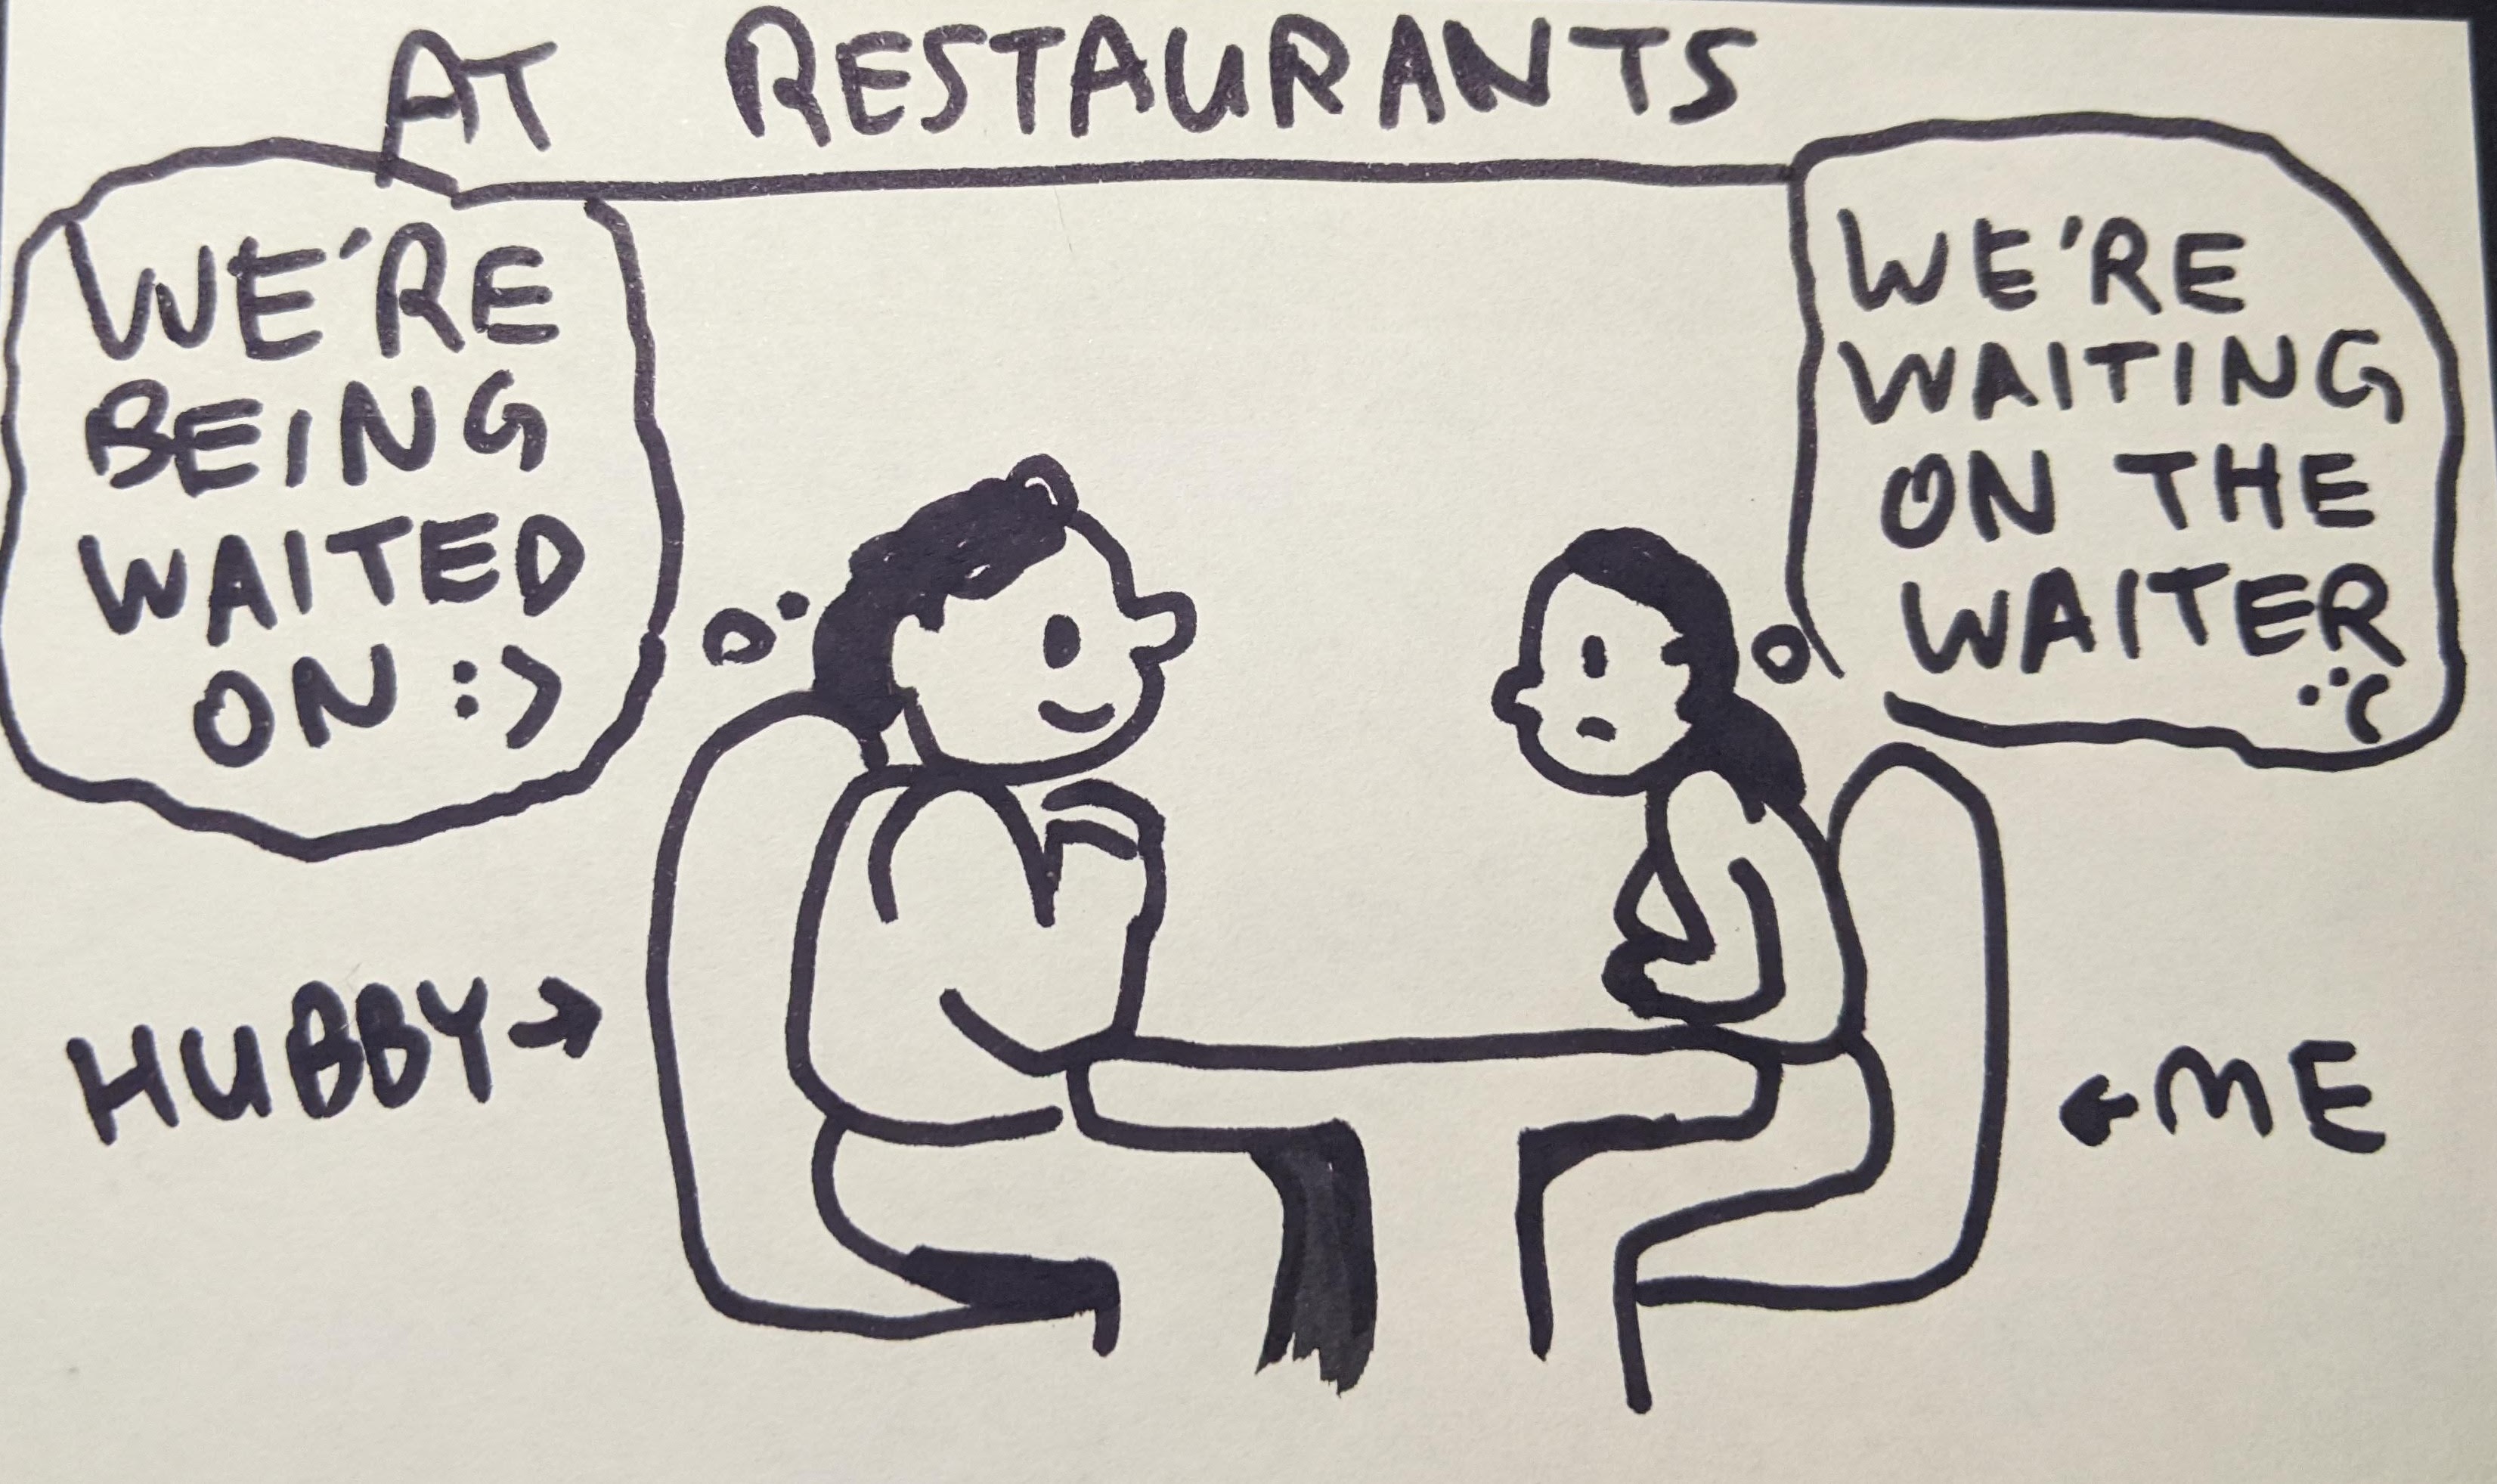 AT RESTAURANTS
WE'RE
BEING
WAITED
ON :)
WE'RE
WAITING
ON THE
WAITER
:(
HUBBY →
← ME